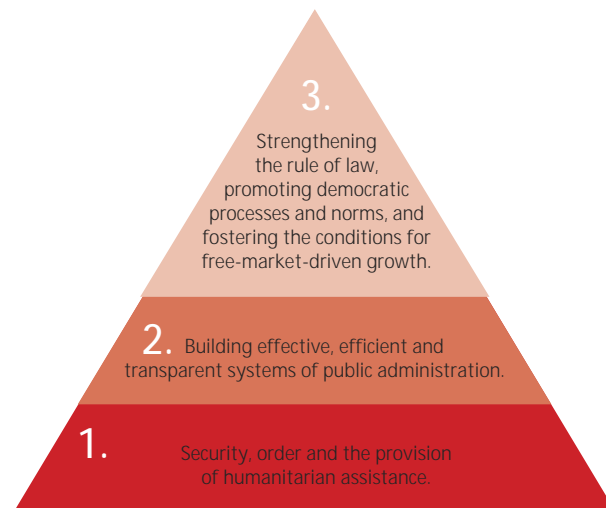 3.
Strengthening
the rule of law,
promoting democratic
processes and norms, and
fostering the conditions for
free-market-driven growth.
2. Building effective, efficient and
transparent systems of public administration.
1. Security, order and the provision
of humanitarian assistance.